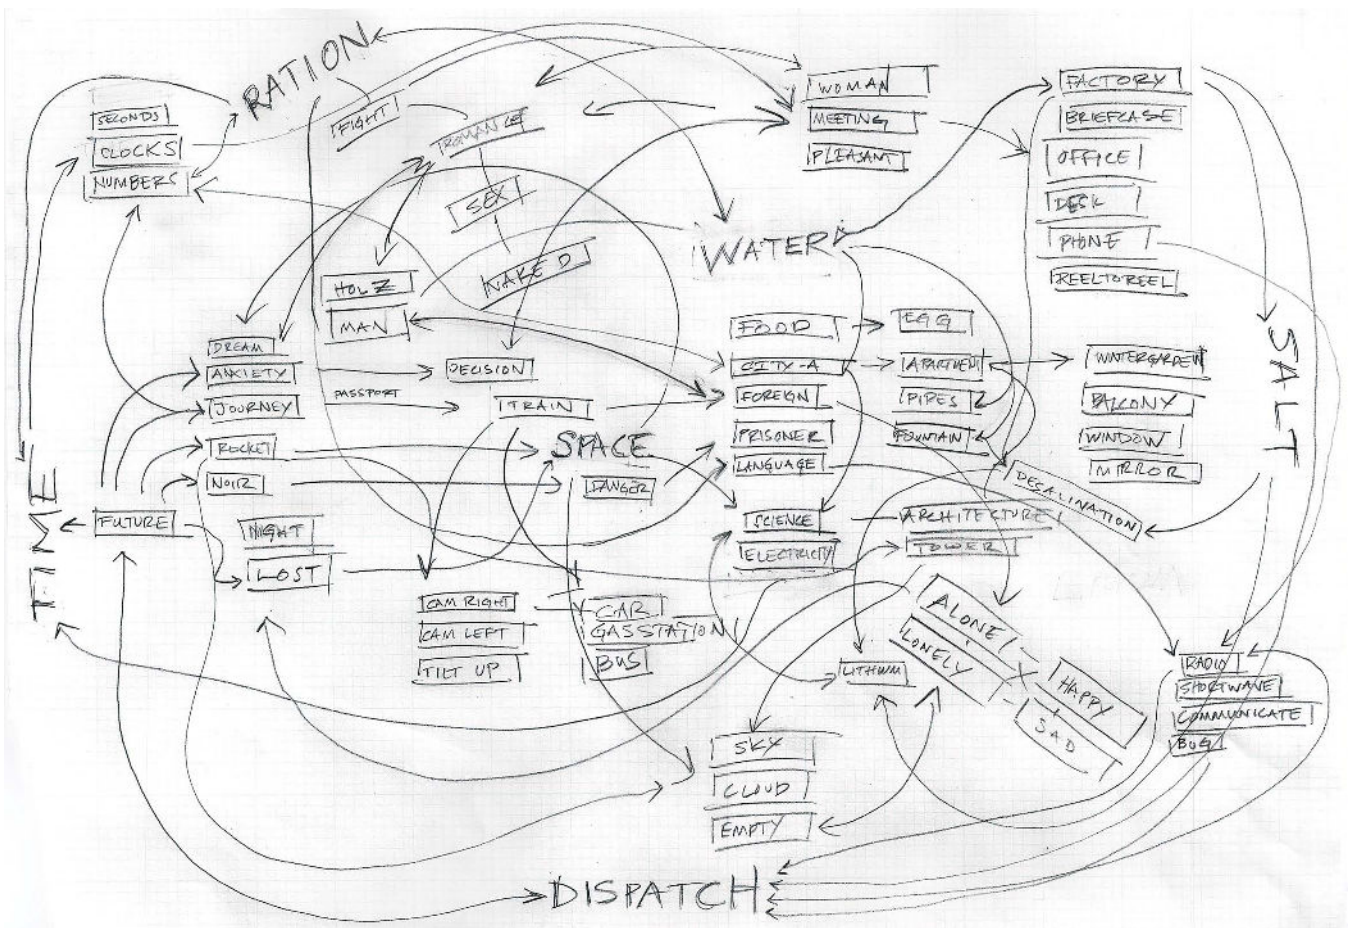 RATION
SECONDS
CLOCKS
NUMBERS
FIGHT
ROMANCE
SEX
NAKED
HOLZ
MAN
WOMAN
MEETING
PLEASANT
FACTORY
BRIEFCASE
OFFICE
DESK
PHONE
REELTOREEL
WATER
FOOD
EGG
CITY-A
APARTMENT
WATERGARDEN
FOREIGN
PIPES
BALCONY
PRISONER
FOUNTAIN
WINDOW
LANGUAGE
MIRROR
SALT
DREAM
ANXIETY
JOURNEY
ROCKET
NOIR
PASSPORT
DECISION
TRAIN
SPACE
DANGER
TIME
FUTURE
NIGHT
LOST
SCIENCE
ARCHITECTURE
ELECTRICITY
TOWER
DESALINATION
CAM RIGHT
CAM LEFT
TILT UP
CAR
GASSTATION
BUS
ALONE
LONELY
HAPPY
SAD
LITHIUM
RADIO
SHORTWAVE
COMMUNICATE
BUG
SKY
CLOUD
EMPTY
DISPATCH